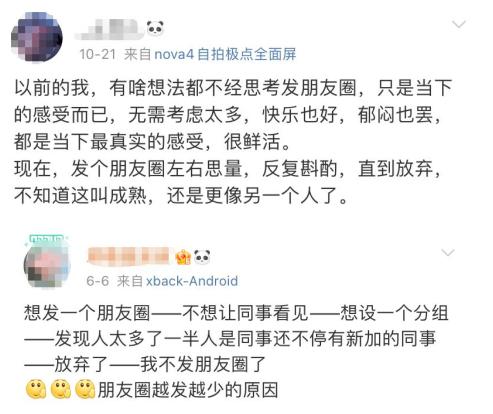 10-21 来自 nova4自拍极点全面屏
以前的我，有啥想法都不经思考发朋友圈，只是当下
的感受而已，无需考虑太多，快乐也好，郁闷也罢，
都是当下最真实的感受，很鲜活。
现在，发个朋友圈左右思量，反复斟酌，直到放弃，
不知道这叫成熟，还是更像另一个人了。
6-6 来自 xback-Android
想发一个朋友圈——不想让同事看见——想设一个分组
——发现人太多了一半人是同事还不停有新加的同事
——放弃了——我不发朋友圈了
朋友圈越发越少的原因